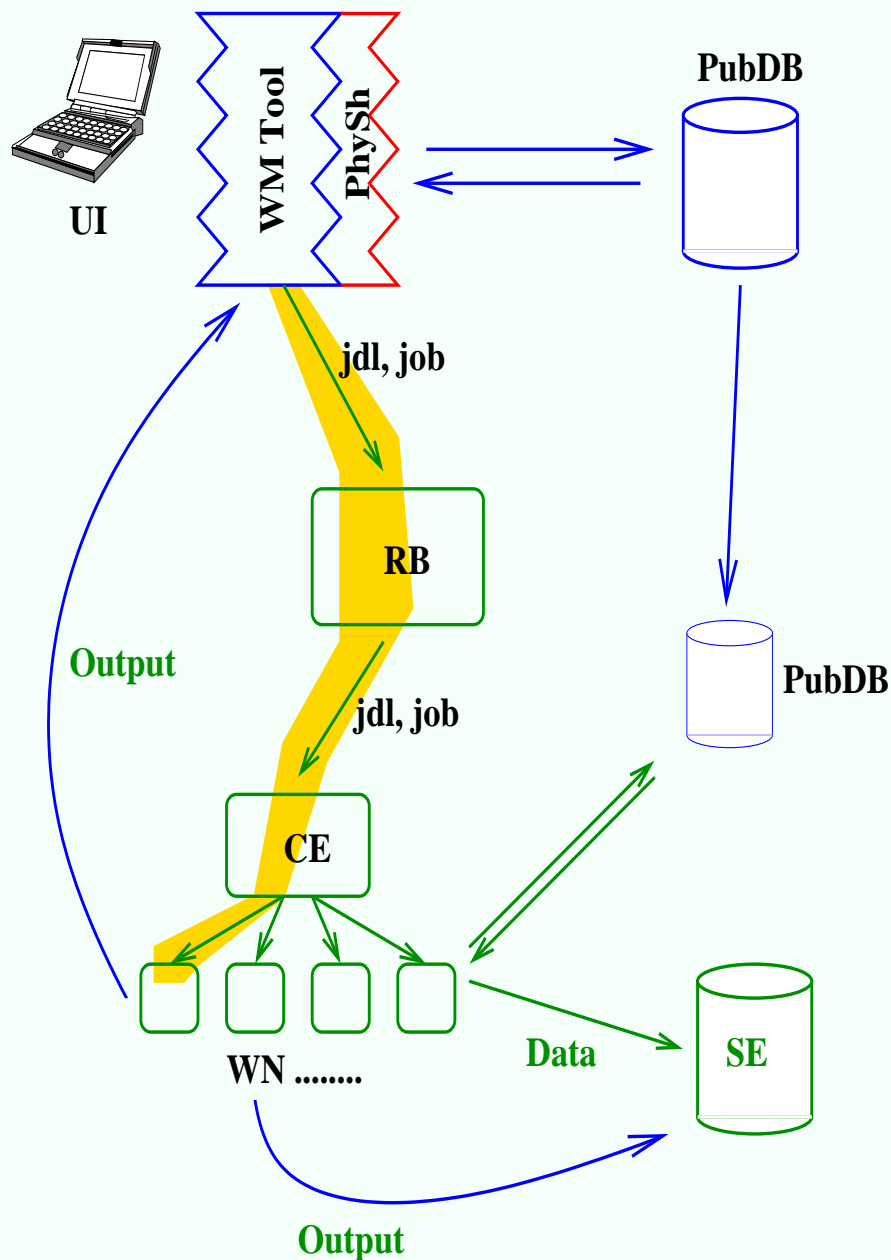 WM Tool
PhySh
PubDB
UI
jdl, job
RB
Output
PubDB
jdl, job
CE
Data
SE
WN ........
Output